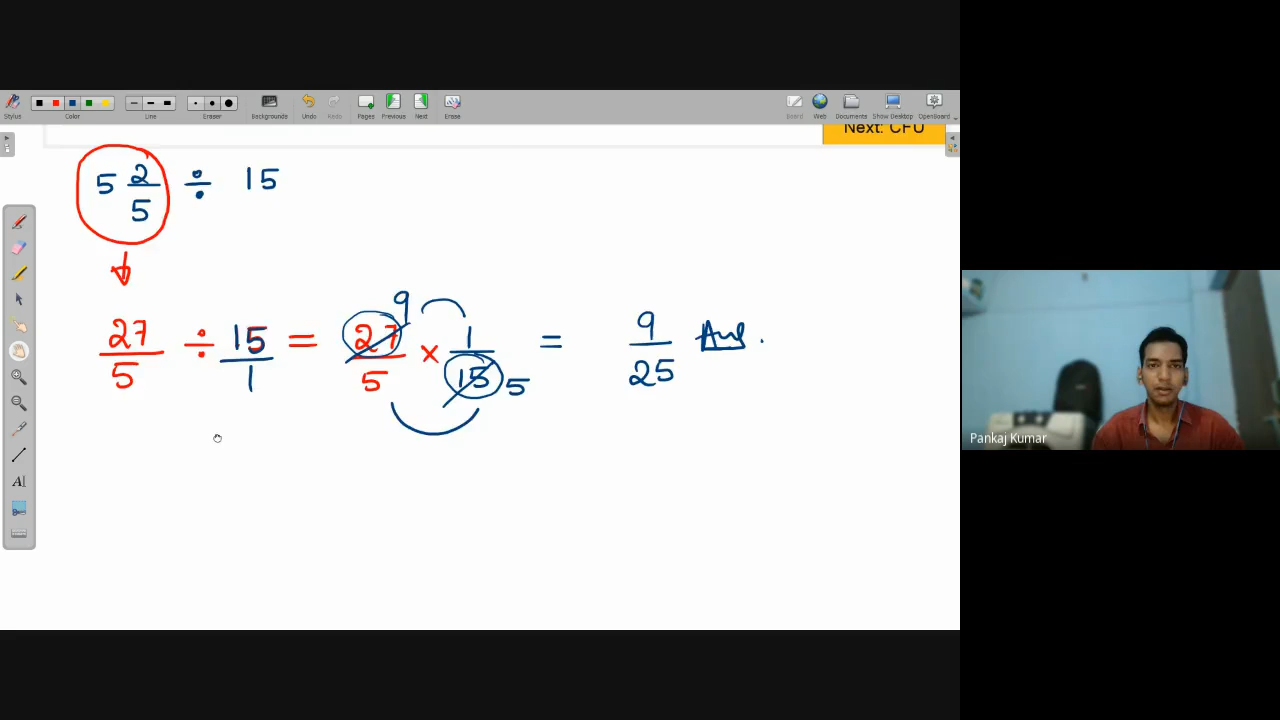 Stylus Color Line Eraser Backgrounds Undo Redo Pages Previous Next Erase Board Web Documents Show Desktop OpenBoard
Next: CFU
5 2/5 ÷ 15
9
27/5 ÷ 15/1 = 27/5 × 1/15 = 9/25 Ans.
5
Pankaj Kumar